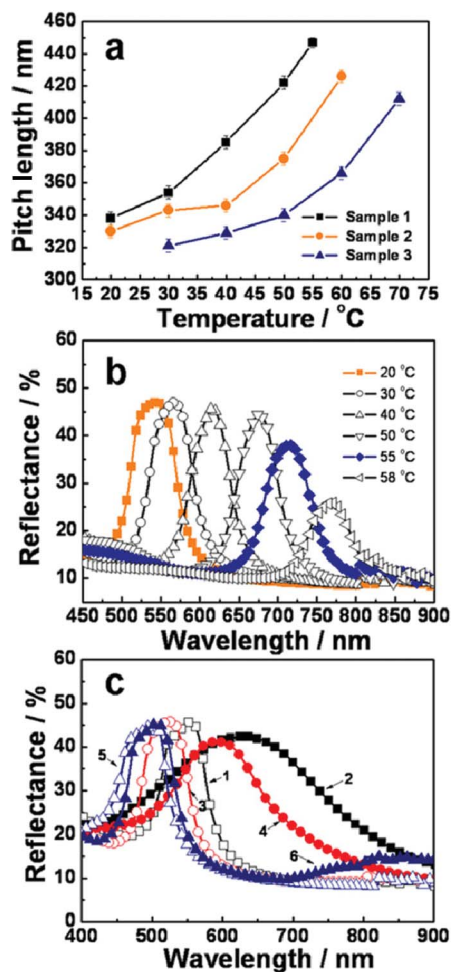 a
Pitch length / nm
460
440
420
400
380
360
340
320
300
280
15 20 25 30 35 40 45 50 55 60 65 70 75
Temperature / °C
Sample 1
Sample 2
Sample 3
b
Reflectance / %
60
50
40
30
20
10
450 500 550 600 650 700 750 800 850 900
Wavelength / nm
20 °C
30 °C
40 °C
50 °C
55 °C
58 °C
c
Reflectance / %
60
50
40
30
20
10
0
400 500 600 700 800 900
Wavelength / nm
5
1
2
3
4
6